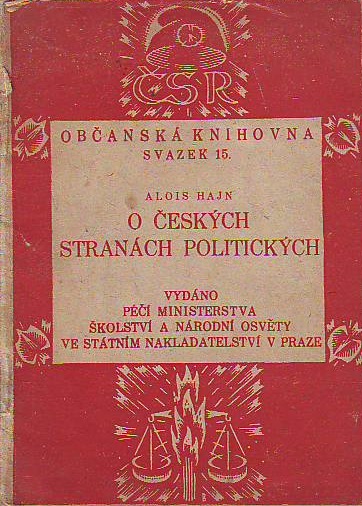 ČSR
OBČANSKÁ KNIHOVNA
SVAZEK 15.
ALOIS HAJN
O ČESKÝCH
STRANÁCH POLITICKÝCH
VYDÁNO
PÉČÍ MINISTERSTVA
ŠKOLSTVÍ A NÁRODNÍ OSVĚTY
VE STÁTNÍM NAKLADATELSTVÍ V PRAZE